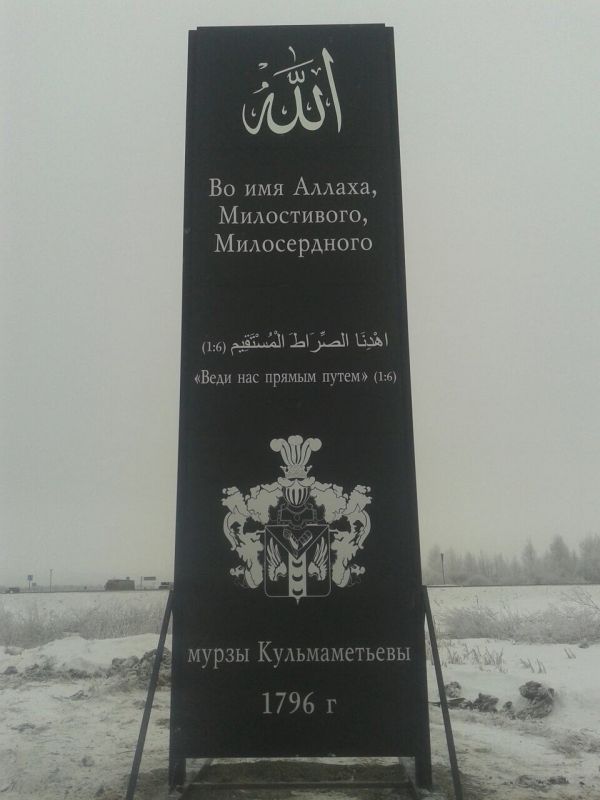 الله
Во имя Аллаха,
Милостивого,
Милосердного
اهْدِنَا الصِّرَاطَ الْمُسْتَقِيم (1:6)
«Веди нас прямым путем» (1:6)
мурзы Кульмаметьевы
1796 г